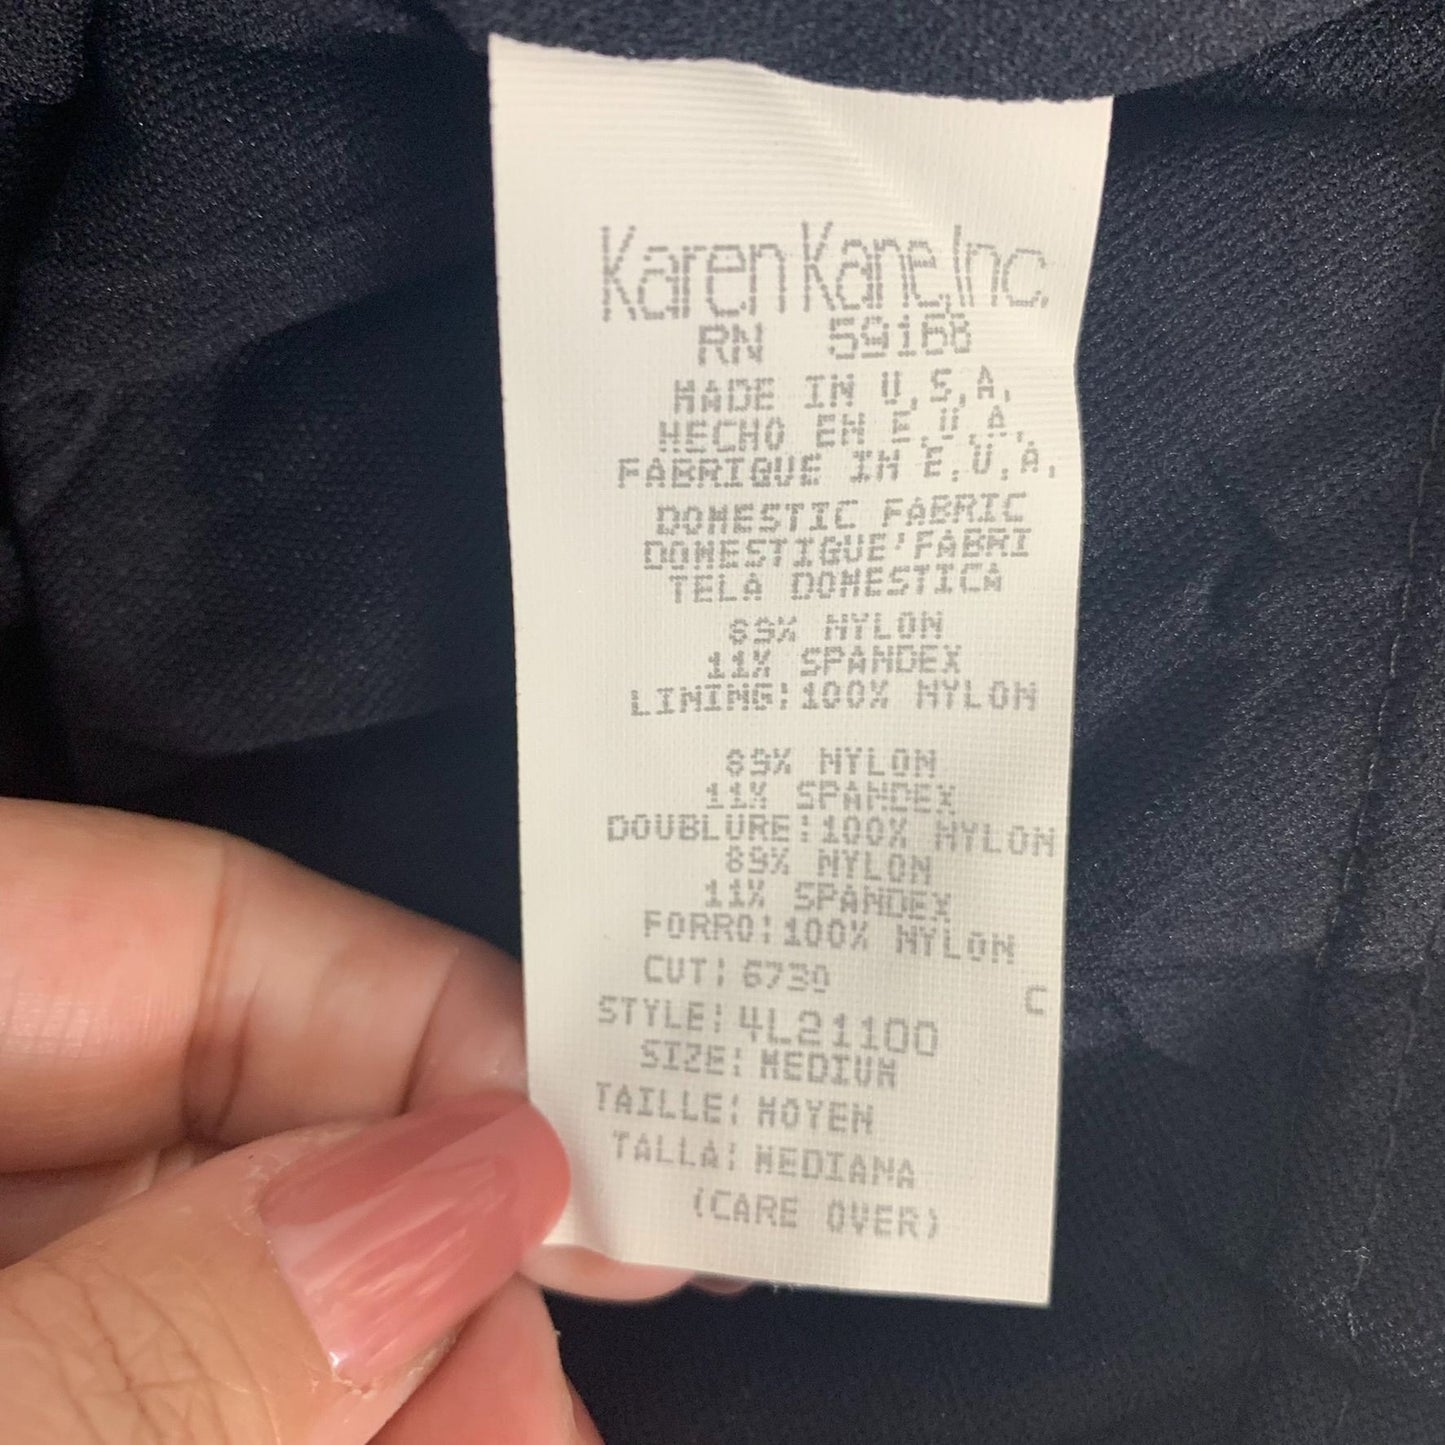 Karen Kane, Inc.
RN 59168
MADE IN U.S.A.
HECHO EN E.U.A.
FABRIQUE IN E.U.A.
DOMESTIC FABRIC
DOMESTIQUE'FABRI
TELA DOMESTICA
89% NYLON
11% SPANDEX
LINING:100% NYLON
89% NYLON
11% SPANDEX
DOUBLURE:100% NYLON
89% NYLON
11% SPANDEX
FORRO:100% NYLON
CUT: 6730
C
STYLE: 4L21100
SIZE: MEDIUM
TAILLE: MOYEN
TALLA: MEDIANA
(CARE OVER)